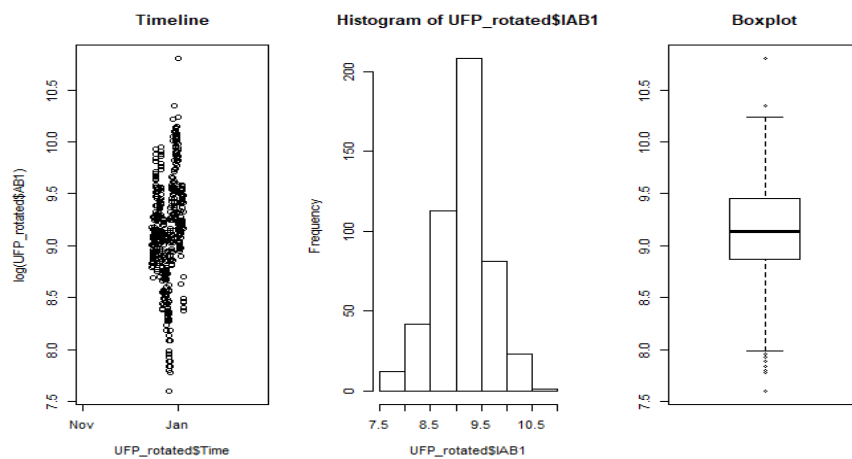 Timeline
log(UFP_rotated$AB1)
10.5
10.0
9.5
9.0
8.5
8.0
7.5
Nov Jan
UFP_rotated$Time
Histogram of UFP_rotated$IAB1
Frequency
200
150
100
50
0
7.5 8.5 9.5 10.5
UFP_rotated$IAB1
Boxplot
10.5
10.0
9.5
9.0
8.5
8.0
7.5